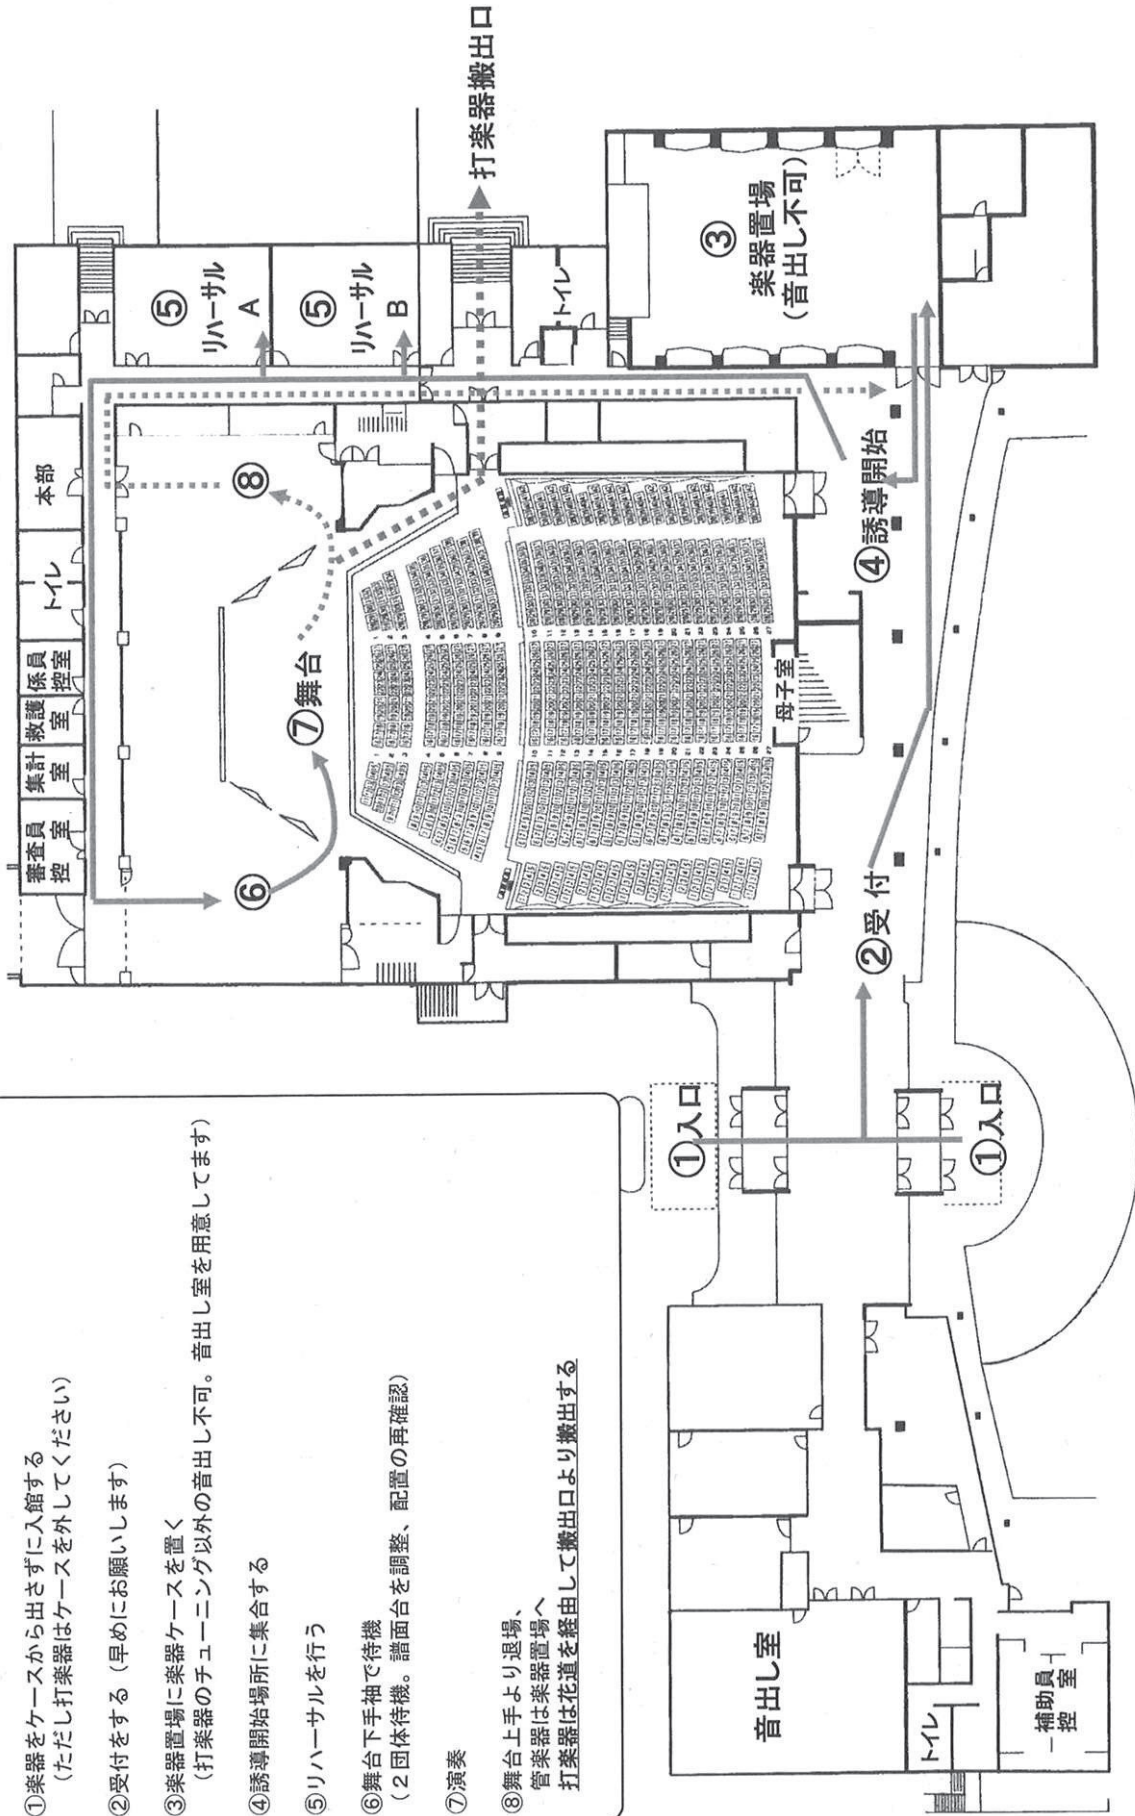 ①楽器をケースから出さずに入館する
(ただし打楽器はケースを外してください)
②受付をする(早めにお願いします)
③楽器置場に楽器ケースを置く
(打楽器のチューニング以外の音出し不可。音出し室を用意してます)
④誘導開始場所に集合する
⑤リハーサルを行う
⑥舞台下手袖で待機
(2団体待機。譜面台を調整、配置の再確認)
⑦演奏
⑧舞台上手より退場、
管楽器は楽器置場へ
打楽器は花道を経由して搬出口より搬出する
審査員
控室
集計
室
救護
室
係員
控室
トイレ
本部
⑤
リハーサル
A
⑤
リハーサル
B
打楽器搬出口
トイレ
⑥
⑦舞台
⑧
母子室
③
楽器置場
(音出し不可)
④誘導開始
②受付
①入口
①入口
音出し室
トイレ
補助員
控室